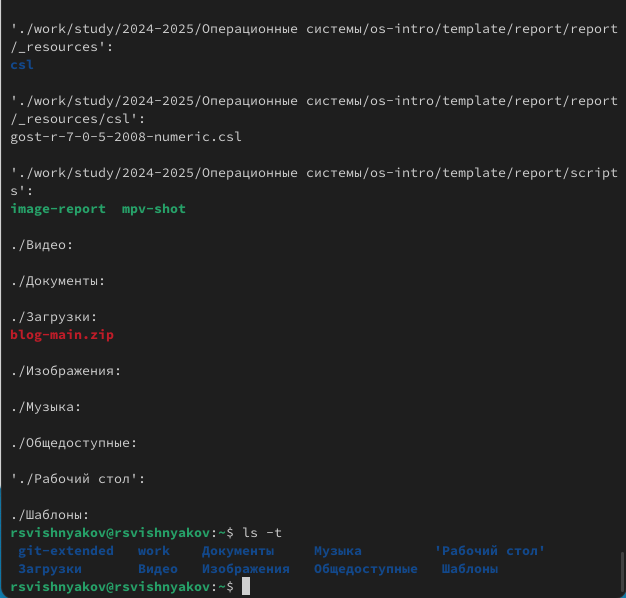 './work/study/2024-2025/Операционные системы/os-intro/template/report/report
/_resources':
csl
'./work/study/2024-2025/Операционные системы/os-intro/template/report/report
/_resources/csl':
gost-r-7-0-5-2008-numeric.csl
'./work/study/2024-2025/Операционные системы/os-intro/template/report/script
s':
image-report  mpv-shot
./Видео:
./Документы:
./Загрузки:
blog-main.zip
./Изображения:
./Музыка:
./Общедоступные:
'./Рабочий стол':
./Шаблоны:
rsvishnyakov@rsvishnyakov:~$ ls -t
git-extended   work    Документы     Музыка         'Рабочий стол'
Загрузки       Видео   Изображения   Общедоступные   Шаблоны
rsvishnyakov@rsvishnyakov:~$